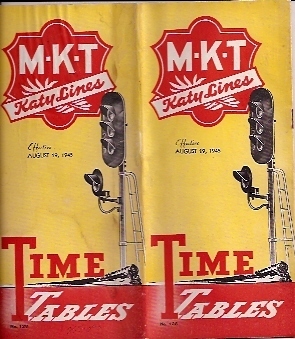 M-K-T
Katy Lines
Effective
AUGUST 19, 1945
TIME
TABLES
M-K-T
Katy Lines
Effective
AUGUST 19, 1945
TIME
TABLES